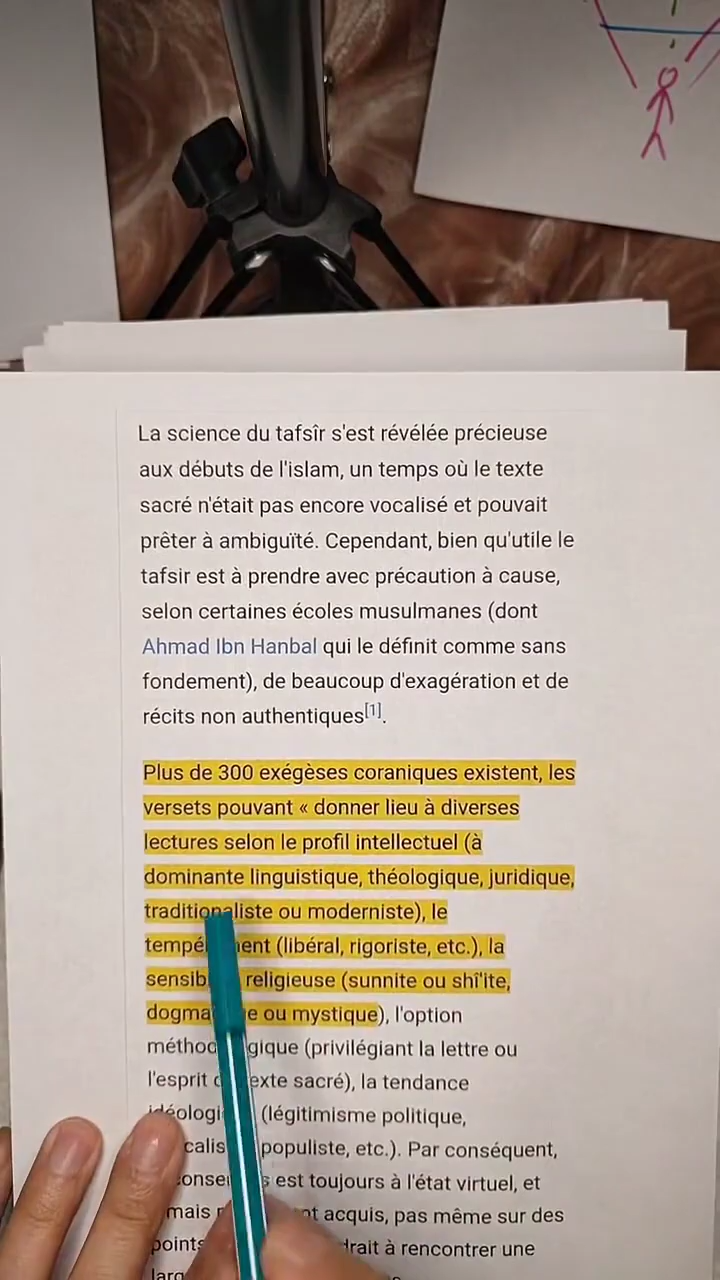 La science du tafsîr s'est révélée précieuse
aux débuts de l'islam, un temps où le texte
sacré n'était pas encore vocalisé et pouvait
prêter à ambiguïté. Cependant, bien qu'utile le
tafsir est à prendre avec précaution à cause,
selon certaines écoles musulmanes (dont
Ahmad Ibn Hanbal qui le définit comme sans
fondement), de beaucoup d'exagération et de
récits non authentiques[1].
Plus de 300 exégèses coraniques existent, les
versets pouvant « donner lieu à diverses
lectures selon le profil intellectuel (à
dominante linguistique, théologique, juridique,
traditionaliste ou moderniste), le
(libéral, rigoriste, etc.), la
religieuse (sunnite ou shî'ite,
ou mystique), l'option
(privilégiant la lettre ou
l'esprit texte sacré), la tendance
(légitimisme politique,
populiste, etc.). Par conséquent,
est toujours à l'état virtuel, et
acquis, pas même sur des
points à rencontrer une